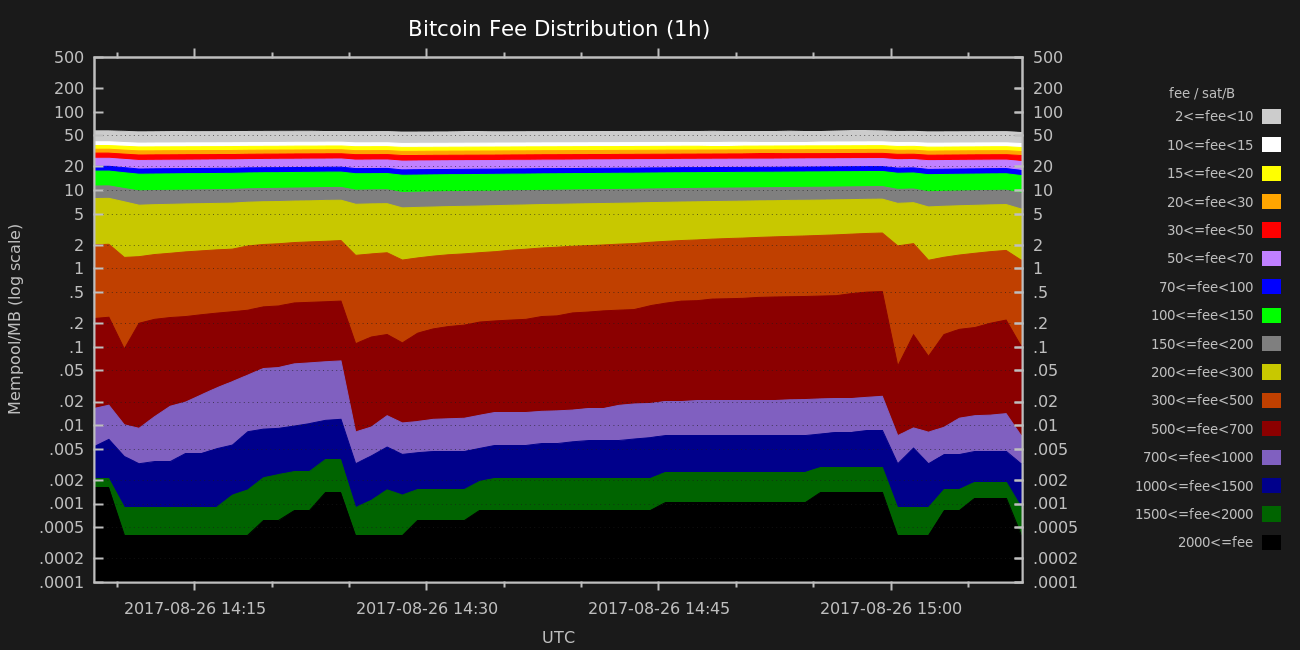 Bitcoin Fee Distribution (1h)
500 500
200 200
100 100
50 50
20 20
10 10
5 5
2 2
1 1
.5 .5
.2 .2
.1 .1
.05 .05
.02 .02
.01 .01
.005 .005
.002 .002
.001 .001
.0005 .0005
.0002 .0002
.0001 .0001
Mempool/MB (log scale)
2017-08-26 14:15 2017-08-26 14:30 2017-08-26 14:45 2017-08-26 15:00
UTC
fee / sat/B
2<=fee<10
10<=fee<15
15<=fee<20
20<=fee<30
30<=fee<50
50<=fee<70
70<=fee<100
100<=fee<150
150<=fee<200
200<=fee<300
300<=fee<500
500<=fee<700
700<=fee<1000
1000<=fee<1500
1500<=fee<2000
2000<=fee